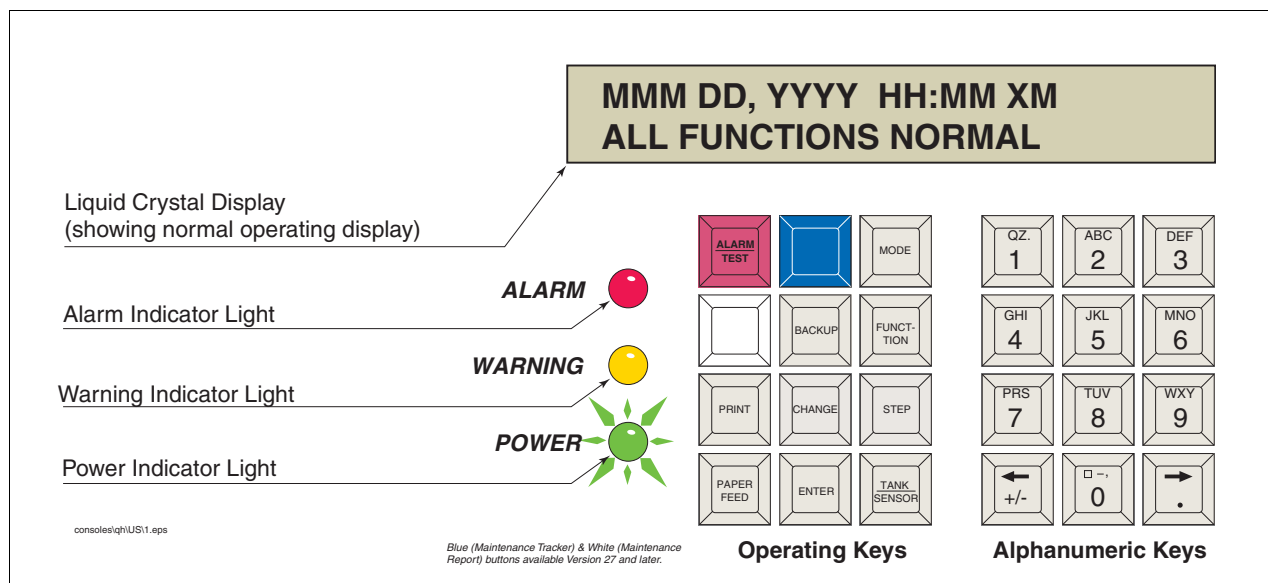 MMM DD, YYYY  HH:MM XM
ALL FUNCTIONS NORMAL
Liquid Crystal Display
(showing normal operating display)
ALARM
Alarm Indicator Light
WARNING
Warning Indicator Light
POWER
Power Indicator Light
consoles\qh\US\1.eps
Blue (Maintenance Tracker) & White (Maintenance
Report) buttons available Version 27 and later.
ALARM
TEST
MODE
BACKUP
FUNCT-
TION
PRINT
CHANGE
STEP
PAPER
FEED
ENTER
TANK
SENSOR
Operating Keys
QZ.
1
ABC
2
DEF
3
GHI
4
JKL
5
MNO
6
PRS
7
TUV
8
WXY
9
←
+/-
□ – ,
0
→
.
Alphanumeric Keys